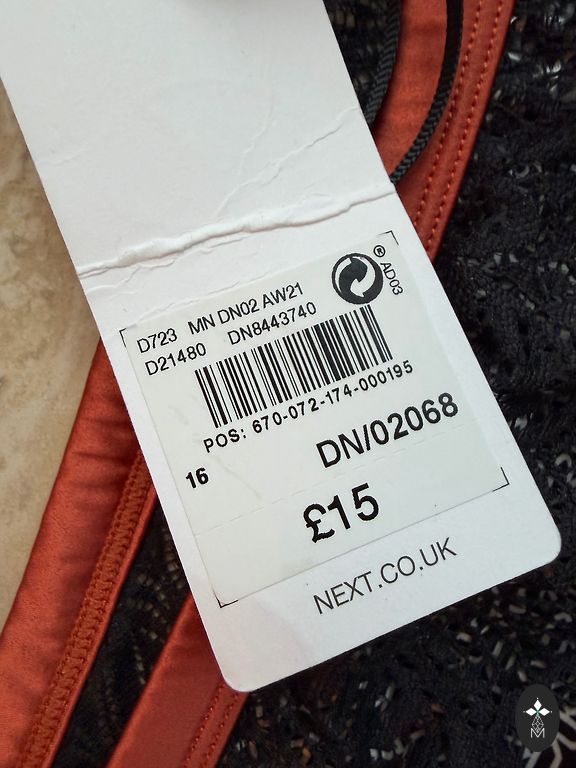 D723 MN DN02 AW21
D21480 DN8443740
® AD03
POS: 670-072-174-000195
16 DN/02068
£15
NEXT.CO.UK
M